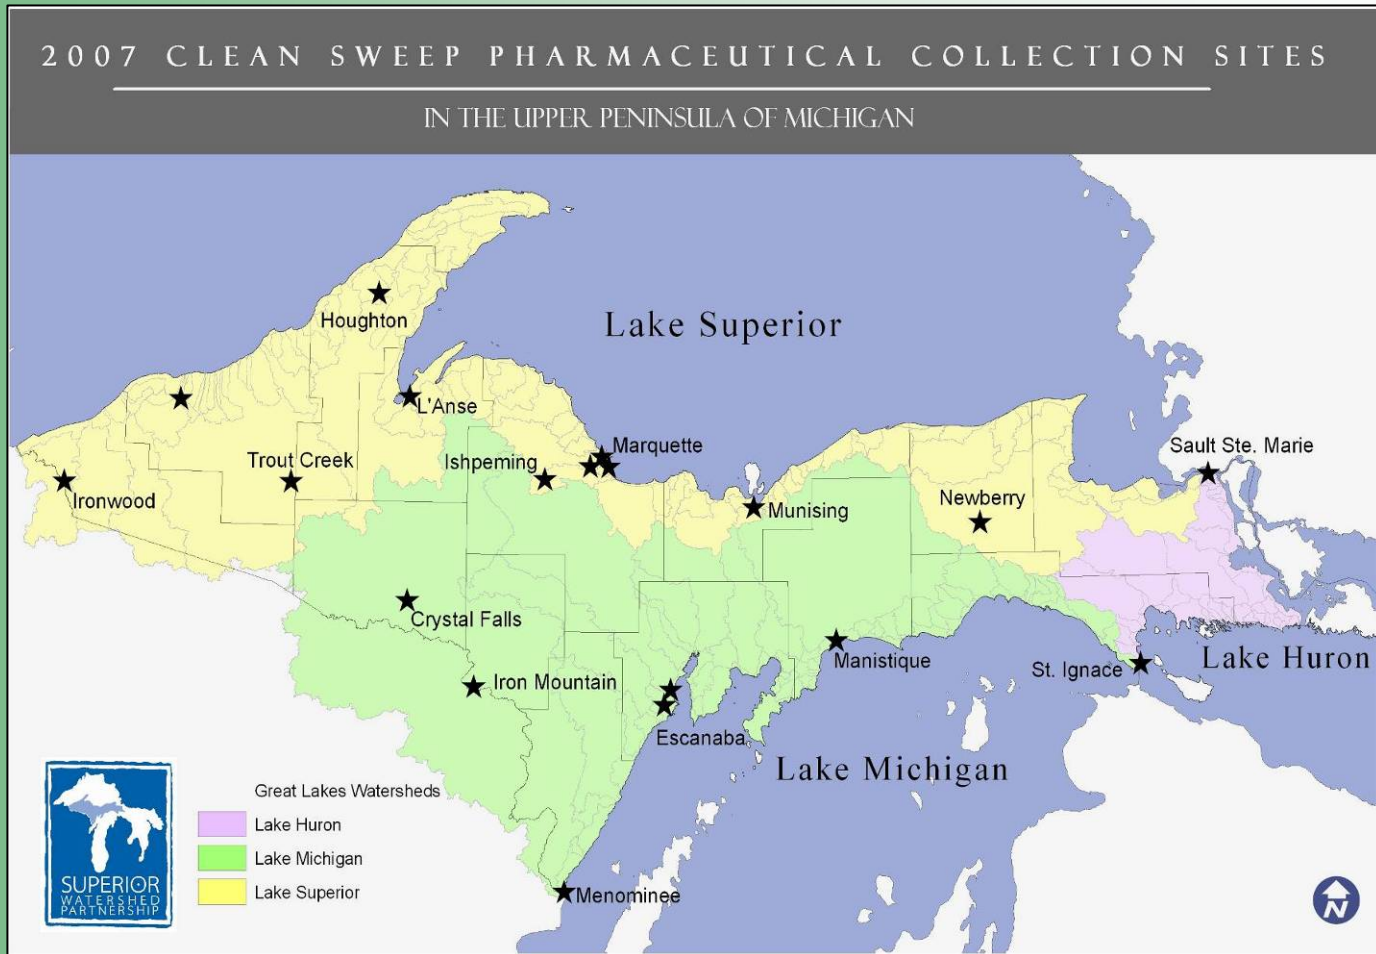 2007 CLEAN SWEEP PHARMACEUTICAL COLLECTION SITES
IN THE UPPER PENINSULA OF MICHIGAN
Houghton
Lake Superior
L'Anse
Marquette
Sault Ste. Marie
Trout Creek
Ishpeming
Ironwood
Newberry
Munising
Crystal Falls
Manistique
St. Ignace
Lake Huron
Iron Mountain
Escanaba
Lake Michigan
Great Lakes Watersheds
Lake Huron
Lake Michigan
Lake Superior
SUPERIOR
WATERSHED
PARTNERSHIP
Menominee
N